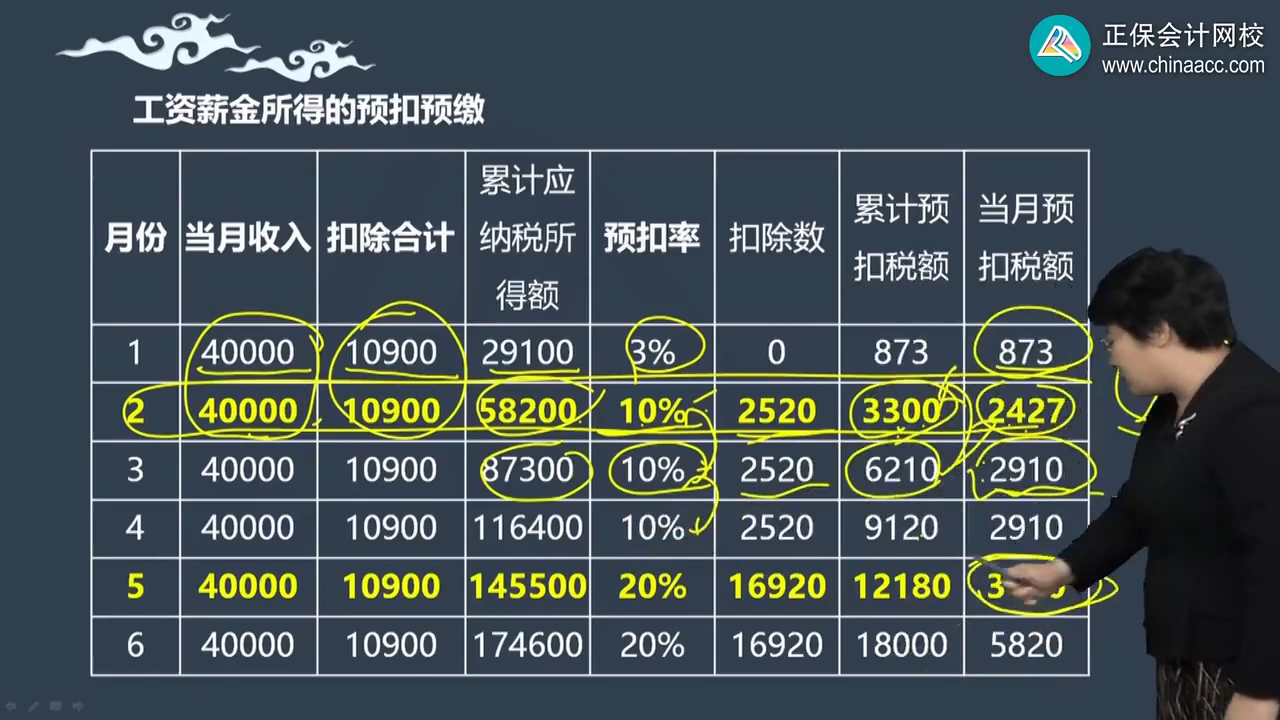 正保会计网校
www.chinaacc.com
工资薪金所得的预扣预缴
月份 当月收入 扣除合计 累计应纳税所得额 预扣率 扣除数 累计预扣税额 当月预扣税额
1 40000 10900 29100 3% 0 873 873
2 40000 10900 58200 10% 2520 3300 2427
3 40000 10900 87300 10% 2520 6210 2910
4 40000 10900 116400 10% 2520 9120 2910
5 40000 10900 145500 20% 16920 12180
6 40000 10900 174600 20% 16920 18000 5820